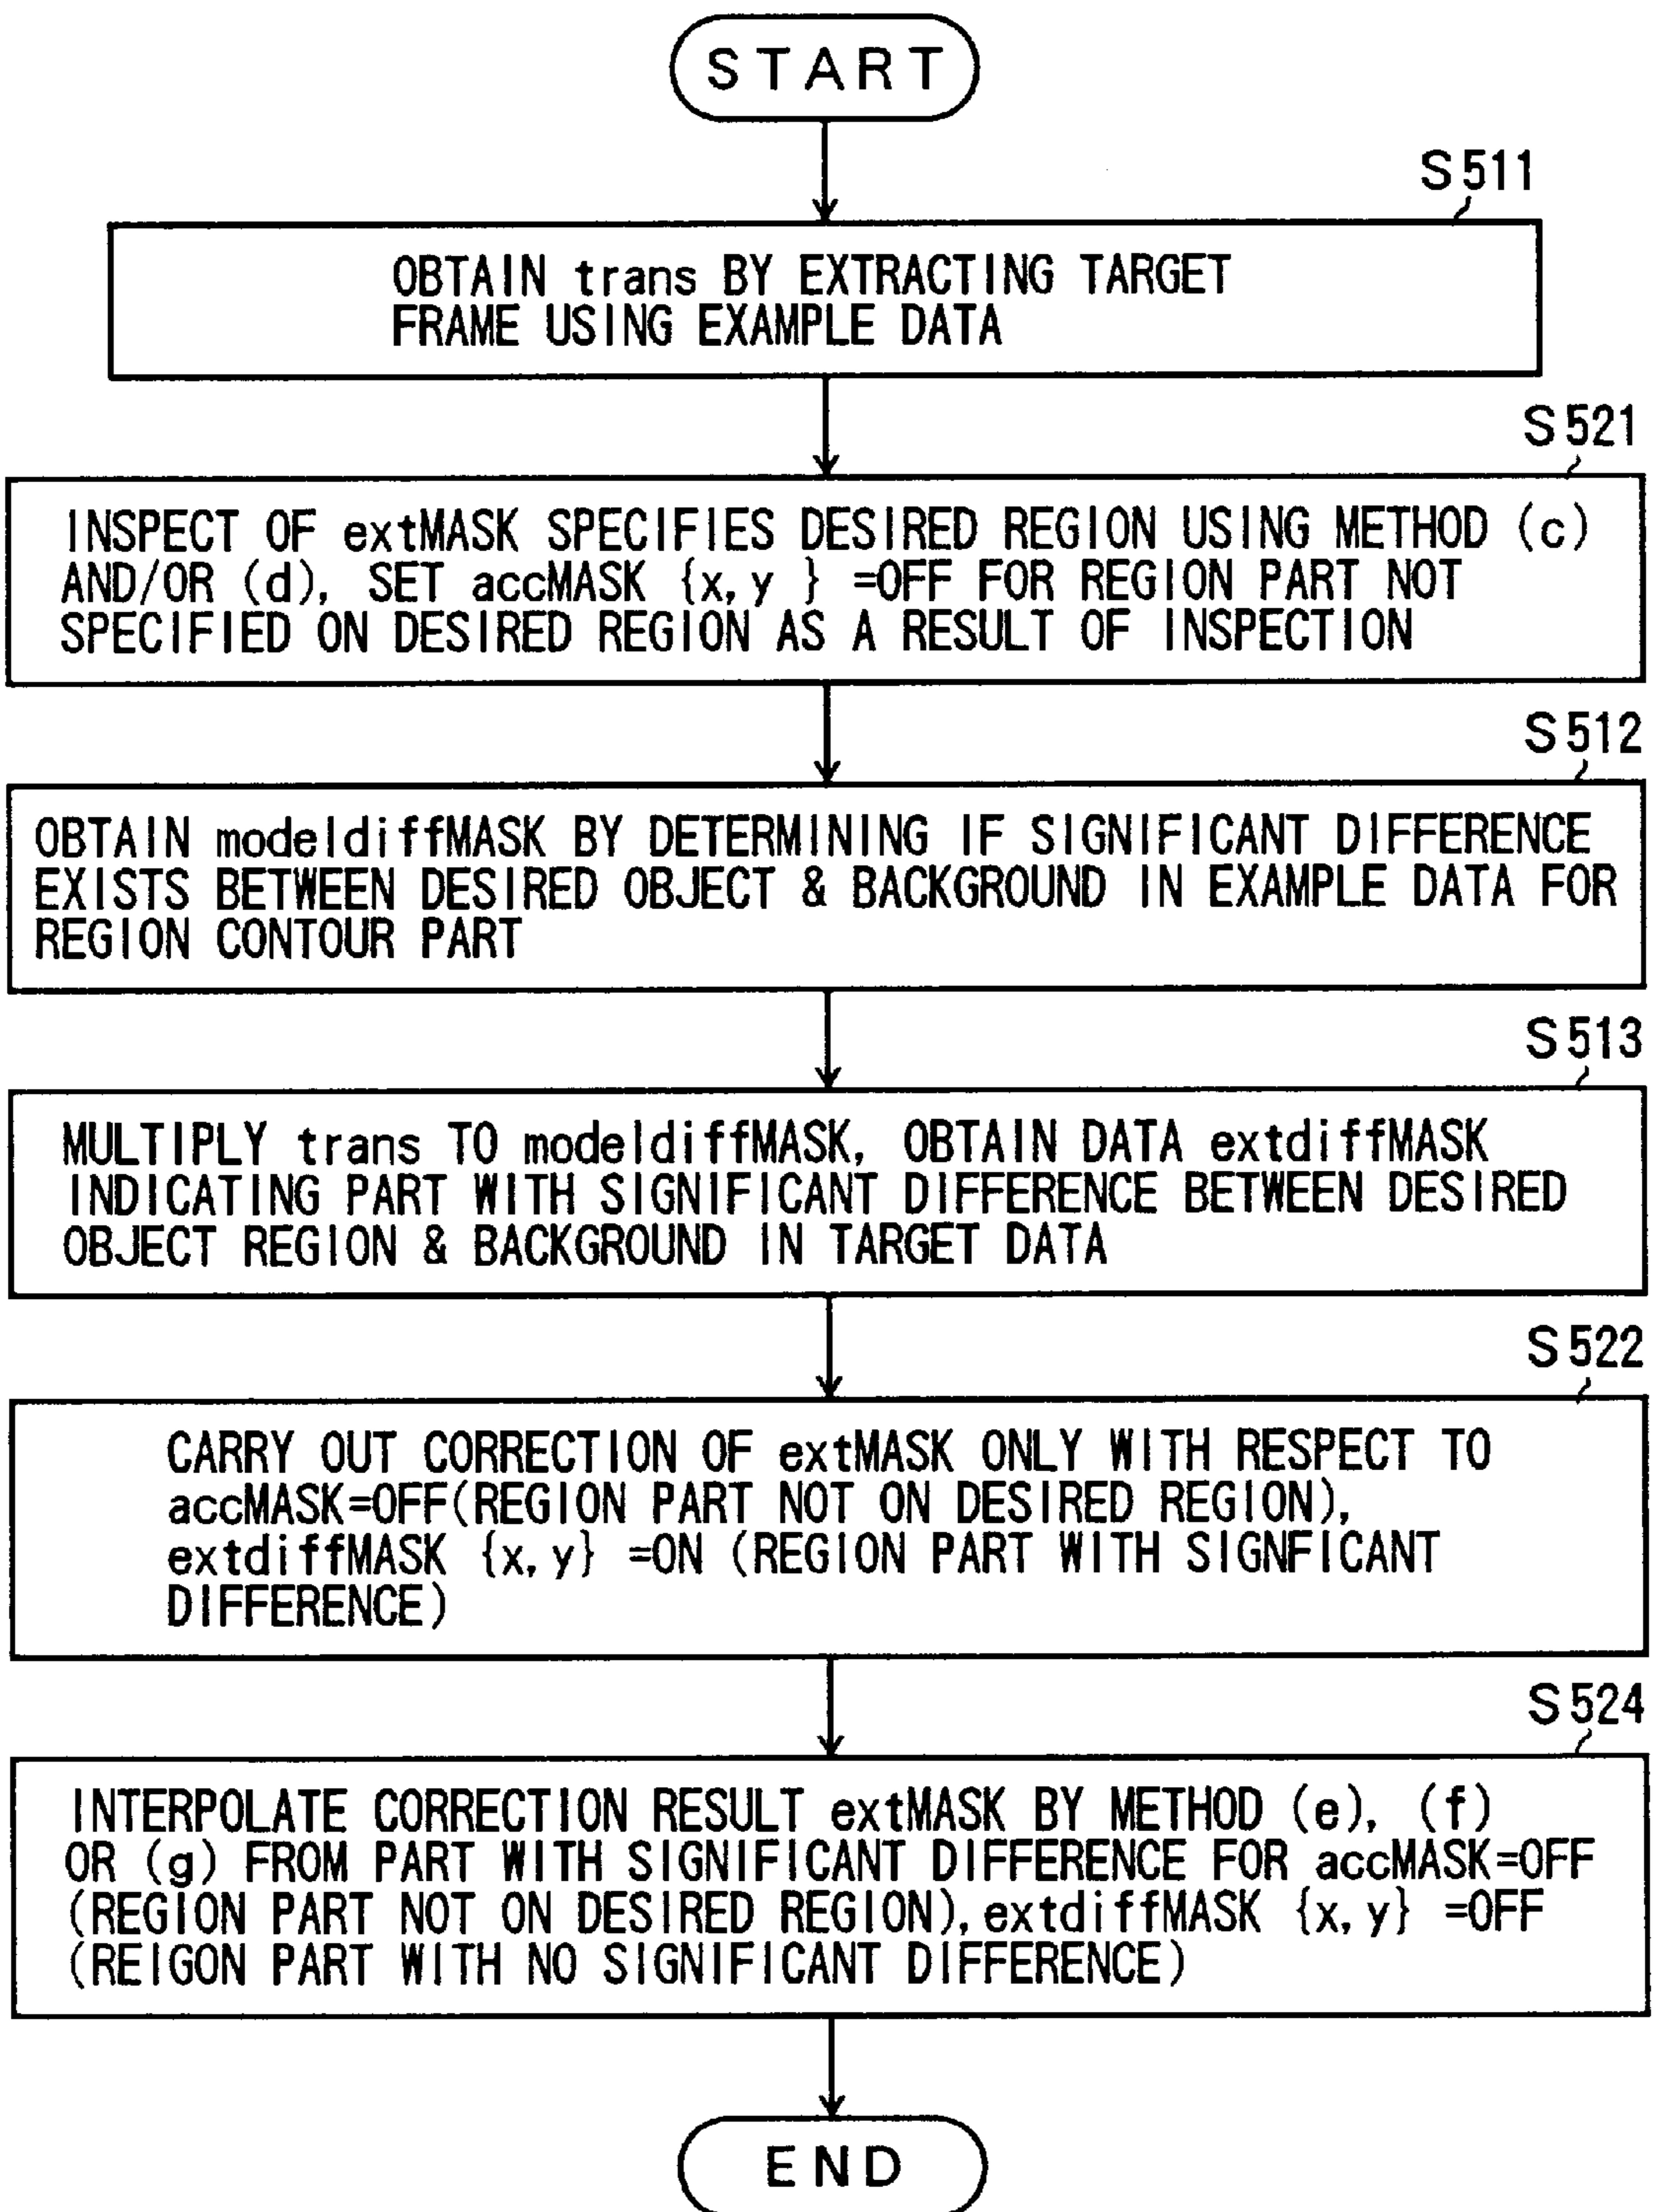 START
S511
OBTAIN trans BY EXTRACTING TARGET
FRAME USING EXAMPLE DATA
S521
INSPECT OF extMASK SPECIFIES DESIRED REGION USING METHOD (c)
AND/OR (d), SET accMASK {x, y } =OFF FOR REGION PART NOT
SPECIFIED ON DESIRED REGION AS A RESULT OF INSPECTION
S512
OBTAIN modeldiffMASK BY DETERMINING IF SIGNIFICANT DIFFERENCE
EXISTS BETWEEN DESIRED OBJECT & BACKGROUND IN EXAMPLE DATA FOR
REGION CONTOUR PART
S513
MULTIPLY trans TO modeldiffMASK, OBTAIN DATA extdiffMASK
INDICATING PART WITH SIGNIFICANT DIFFERENCE BETWEEN DESIRED
OBJECT REGION & BACKGROUND IN TARGET DATA
S522
CARRY OUT CORRECTION OF extMASK ONLY WITH RESPECT TO
accMASK=OFF(REGION PART NOT ON DESIRED REGION),
extdiffMASK {x, y} =ON (REGION PART WITH SIGNFICANT
DIFFERENCE)
S524
INTERPOLATE CORRECTION RESULT extMASK BY METHOD (e), (f)
OR (g) FROM PART WITH SIGNIFICANT DIFFERENCE FOR accMASK=OFF
(REGION PART NOT ON DESIRED REGION), extdiffMASK {x, y} =OFF
(REIGON PART WITH NO SIGNIFICANT DIFFERENCE)
END